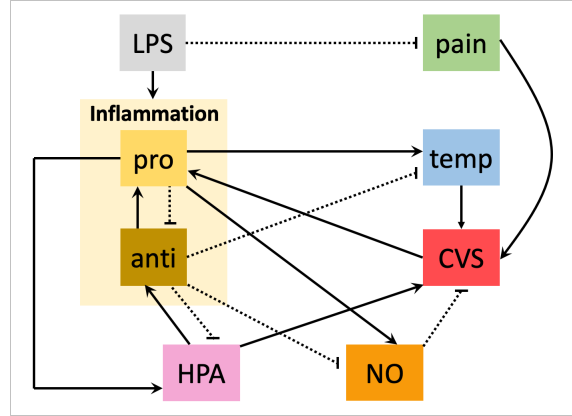 LPS
pain
Inflammation
pro
temp
anti
CVS
HPA
NO